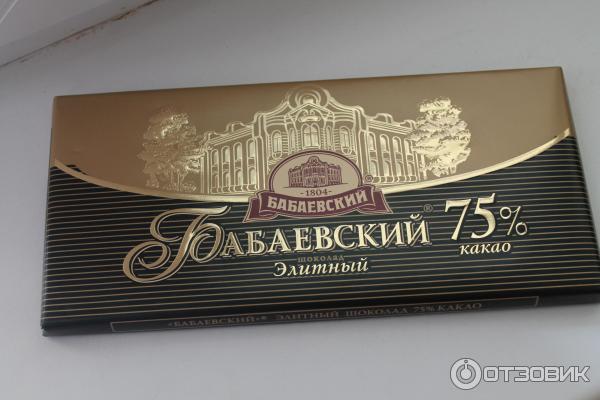 -1804-
БАБАЕВСКИЙ
БАБАЕВСКИЙ® 75%
какао
шоколад
Элитный
«БАБАЕВСКИЙ»® ЭЛИТНЫЙ ШОКОЛАД 75% КАКАО
ОТЗОВИК